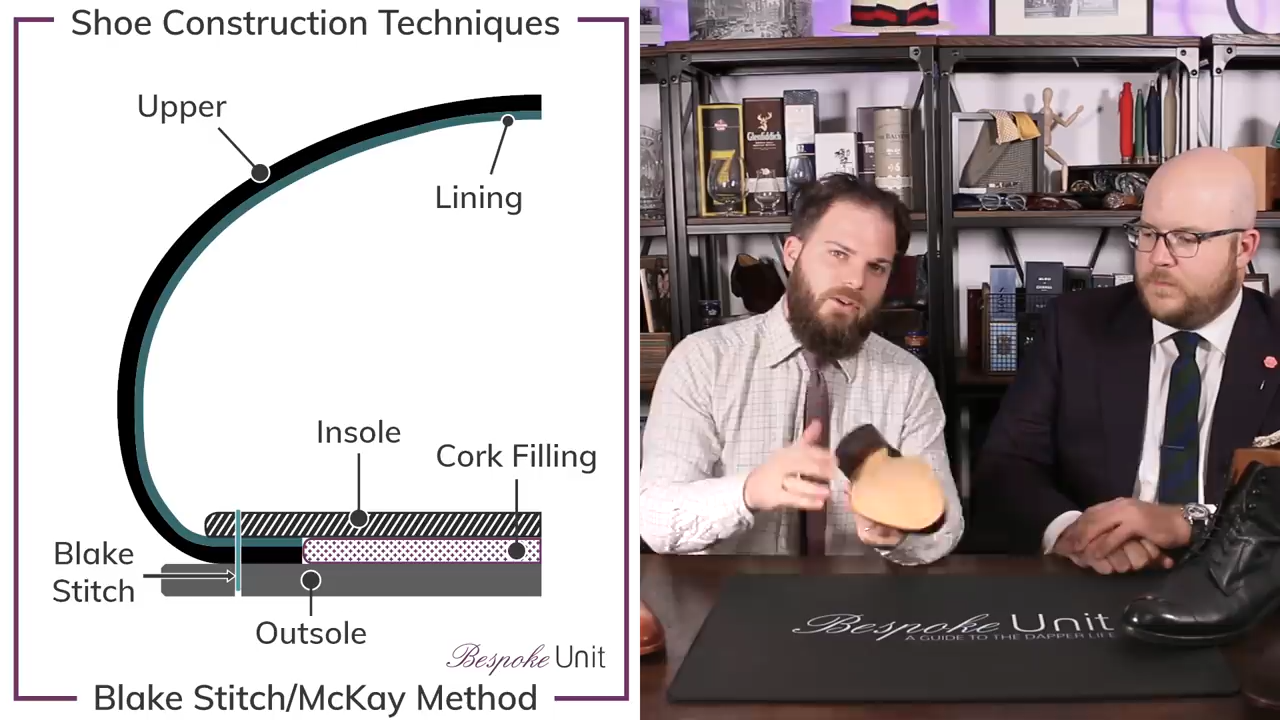 Shoe Construction Techniques
Upper
Lining
Insole
Cork Filling
Blake
Stitch
Outsole
Bespoke Unit
Blake Stitch/McKay Method
Glenfiddich
Bespoke Unit
A GUIDE TO THE DAPPER LIFE